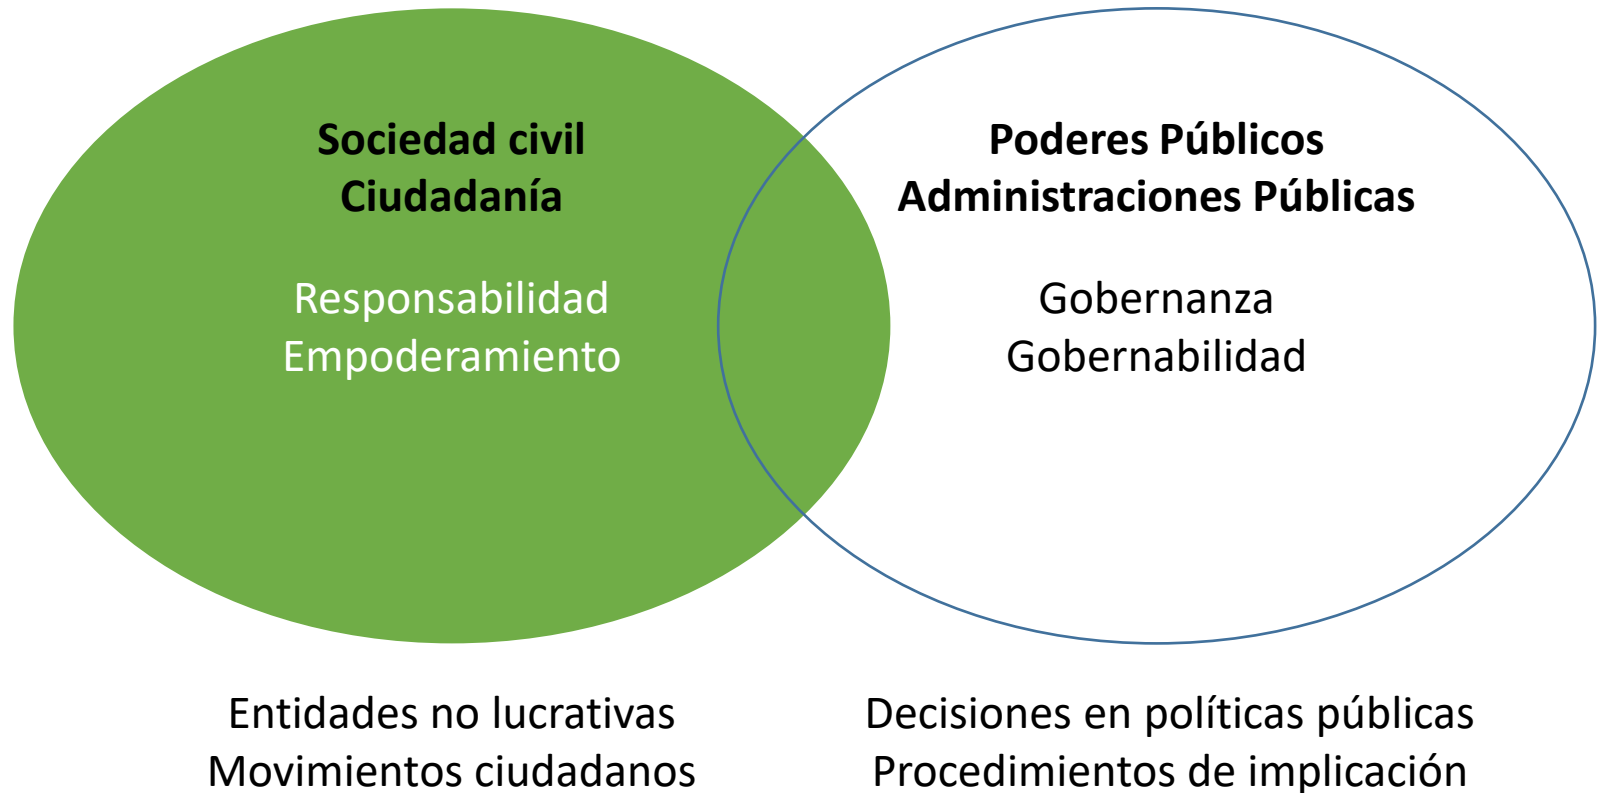 Sociedad civil
Ciudadanía
Responsabilidad
Empoderamiento
Poderes Públicos
Administraciones Públicas
Gobernanza
Gobernabilidad
Entidades no lucrativas
Movimientos ciudadanos
Decisiones en políticas públicas
Procedimientos de implicación